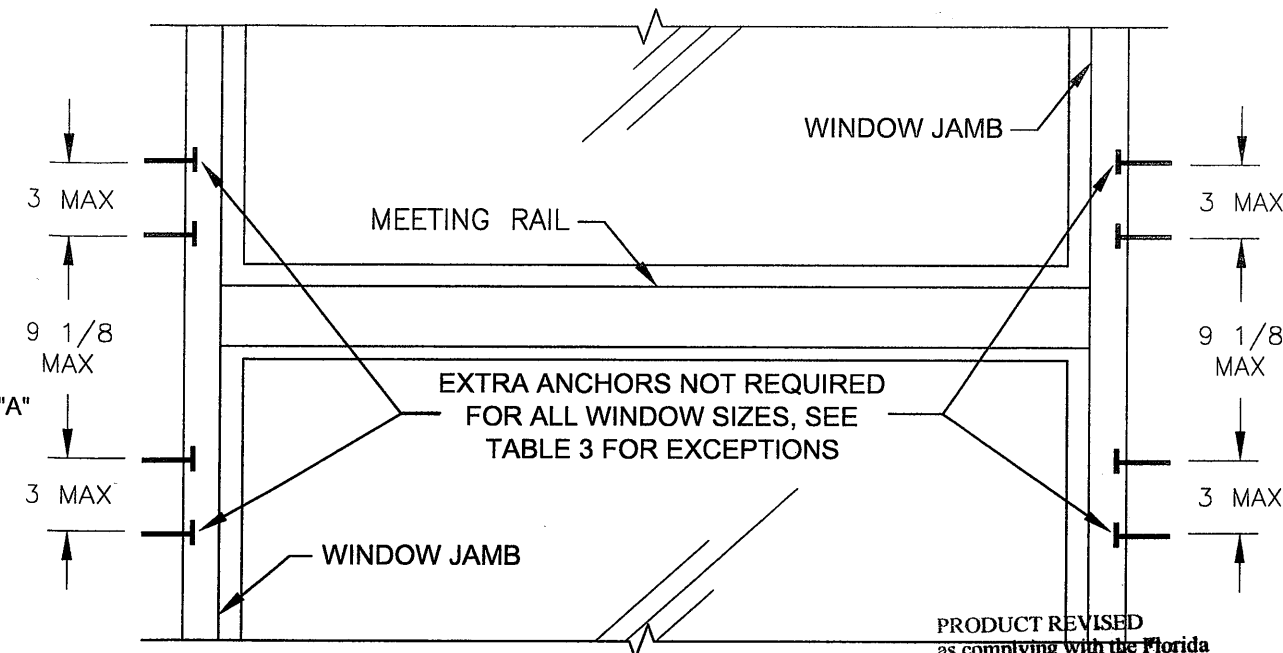 WINDOW JAMB
3 MAX
3 MAX
MEETING RAIL
9 1/8
MAX
9 1/8
MAX
"A"
EXTRA ANCHORS NOT REQUIRED
FOR ALL WINDOW SIZES, SEE
TABLE 3 FOR EXCEPTIONS
3 MAX
3 MAX
WINDOW JAMB
PRODUCT REVISED
as complying with the Florida